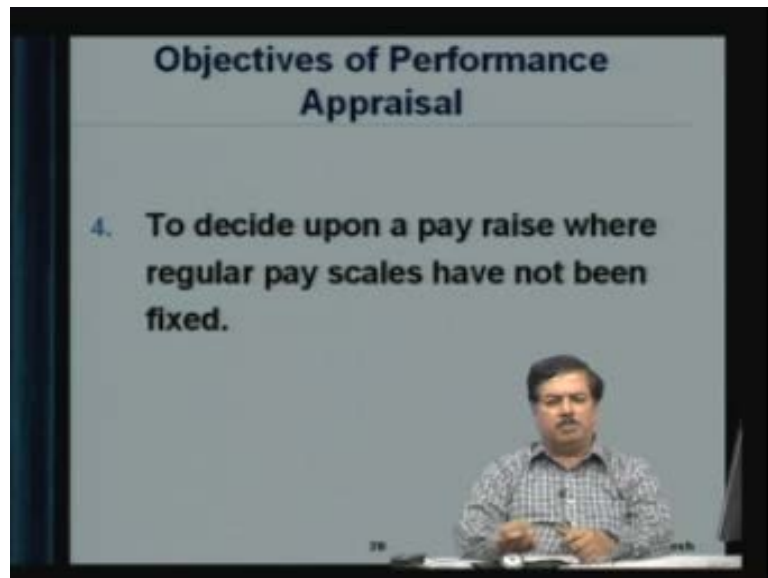 Objectives of Performance
Appraisal
4. To decide upon a pay raise where
regular pay scales have not been
fixed.